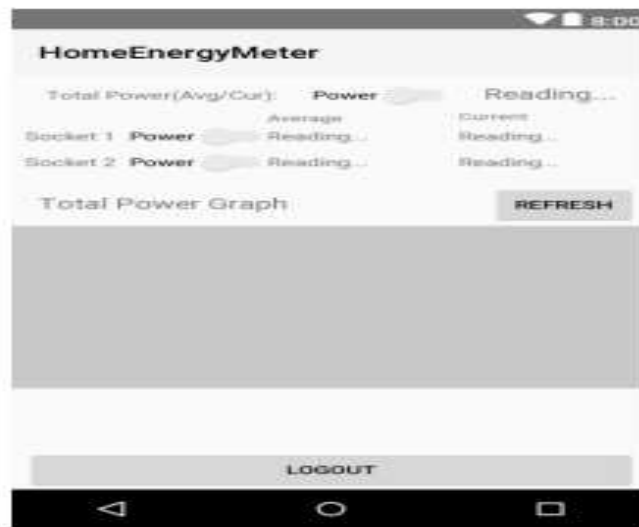 8:00
HomeEnergyMeter
Total Power(Avg/Cur): Power Reading...
Average Current
Socket 1 Power Reading... Reading...
Socket 2 Power Reading... Reading...
Total Power Graph REFRESH
LOGOUT